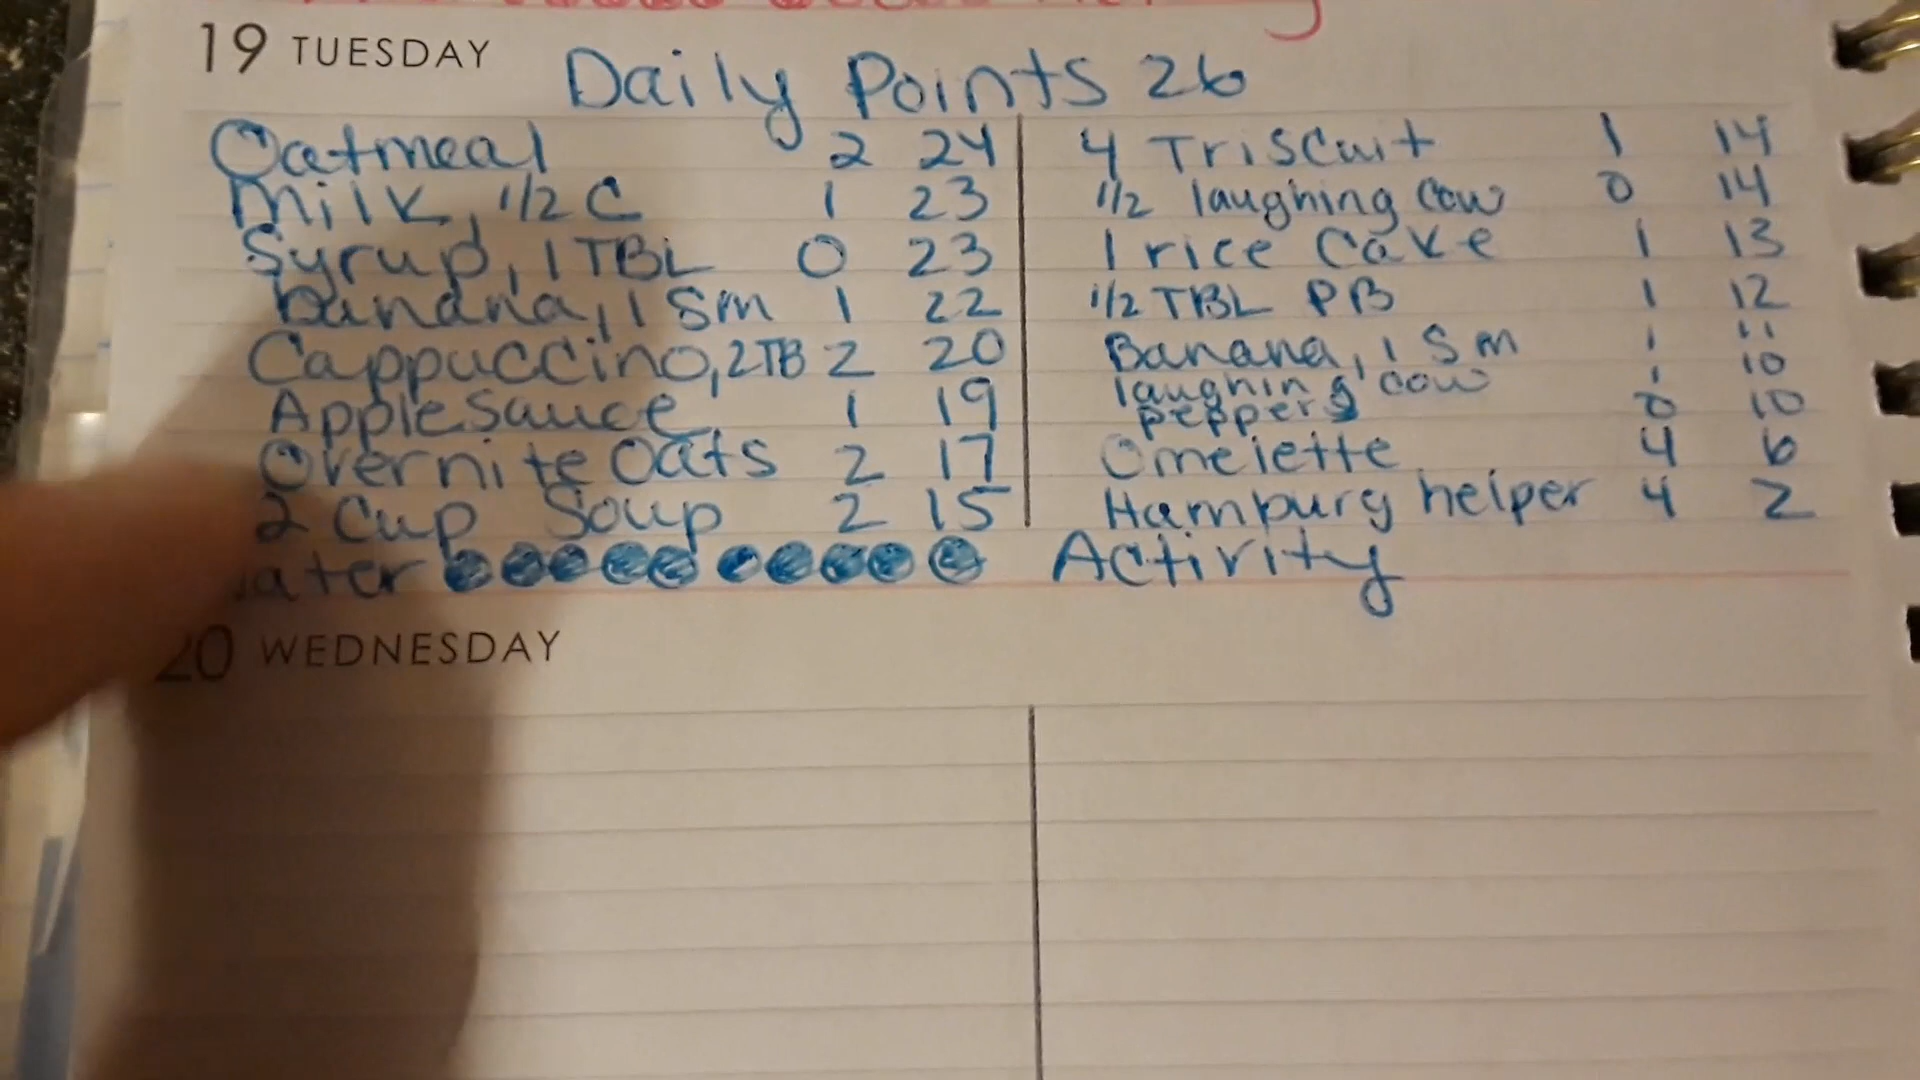 19 TUESDAY
Daily Points 26
Oatmeal 2 24
Milk, 1/2 C 1 23
Syrup, 1 TBL 0 23
banana, 1 Sm 1 22
Cappuccino, 2TB 2 20
Applesauce 1 19
Overnite Oats 2 17
2 Cup Soup 2 15
4 Triscuit 1 14
1/2 laughing cow 0 14
1 rice Cake 1 13
1/2 TBL PB 1 12
Banana, 1 Sm 1 11
laughing cow 1 10
peppers 0 10
Omelette 4 6
Hamburg helper 4 2
ater
Activity
20 WEDNESDAY